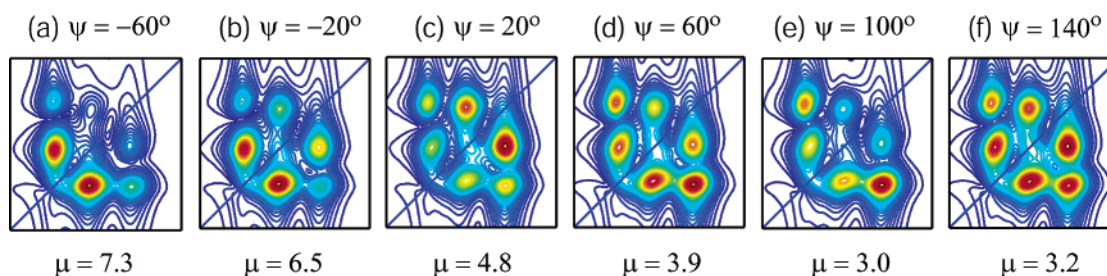 (a) ψ = −60° (b) ψ = −20° (c) ψ = 20° (d) ψ = 60° (e) ψ = 100° (f) ψ = 140°
μ = 7.3 μ = 6.5 μ = 4.8 μ = 3.9 μ = 3.0 μ = 3.2